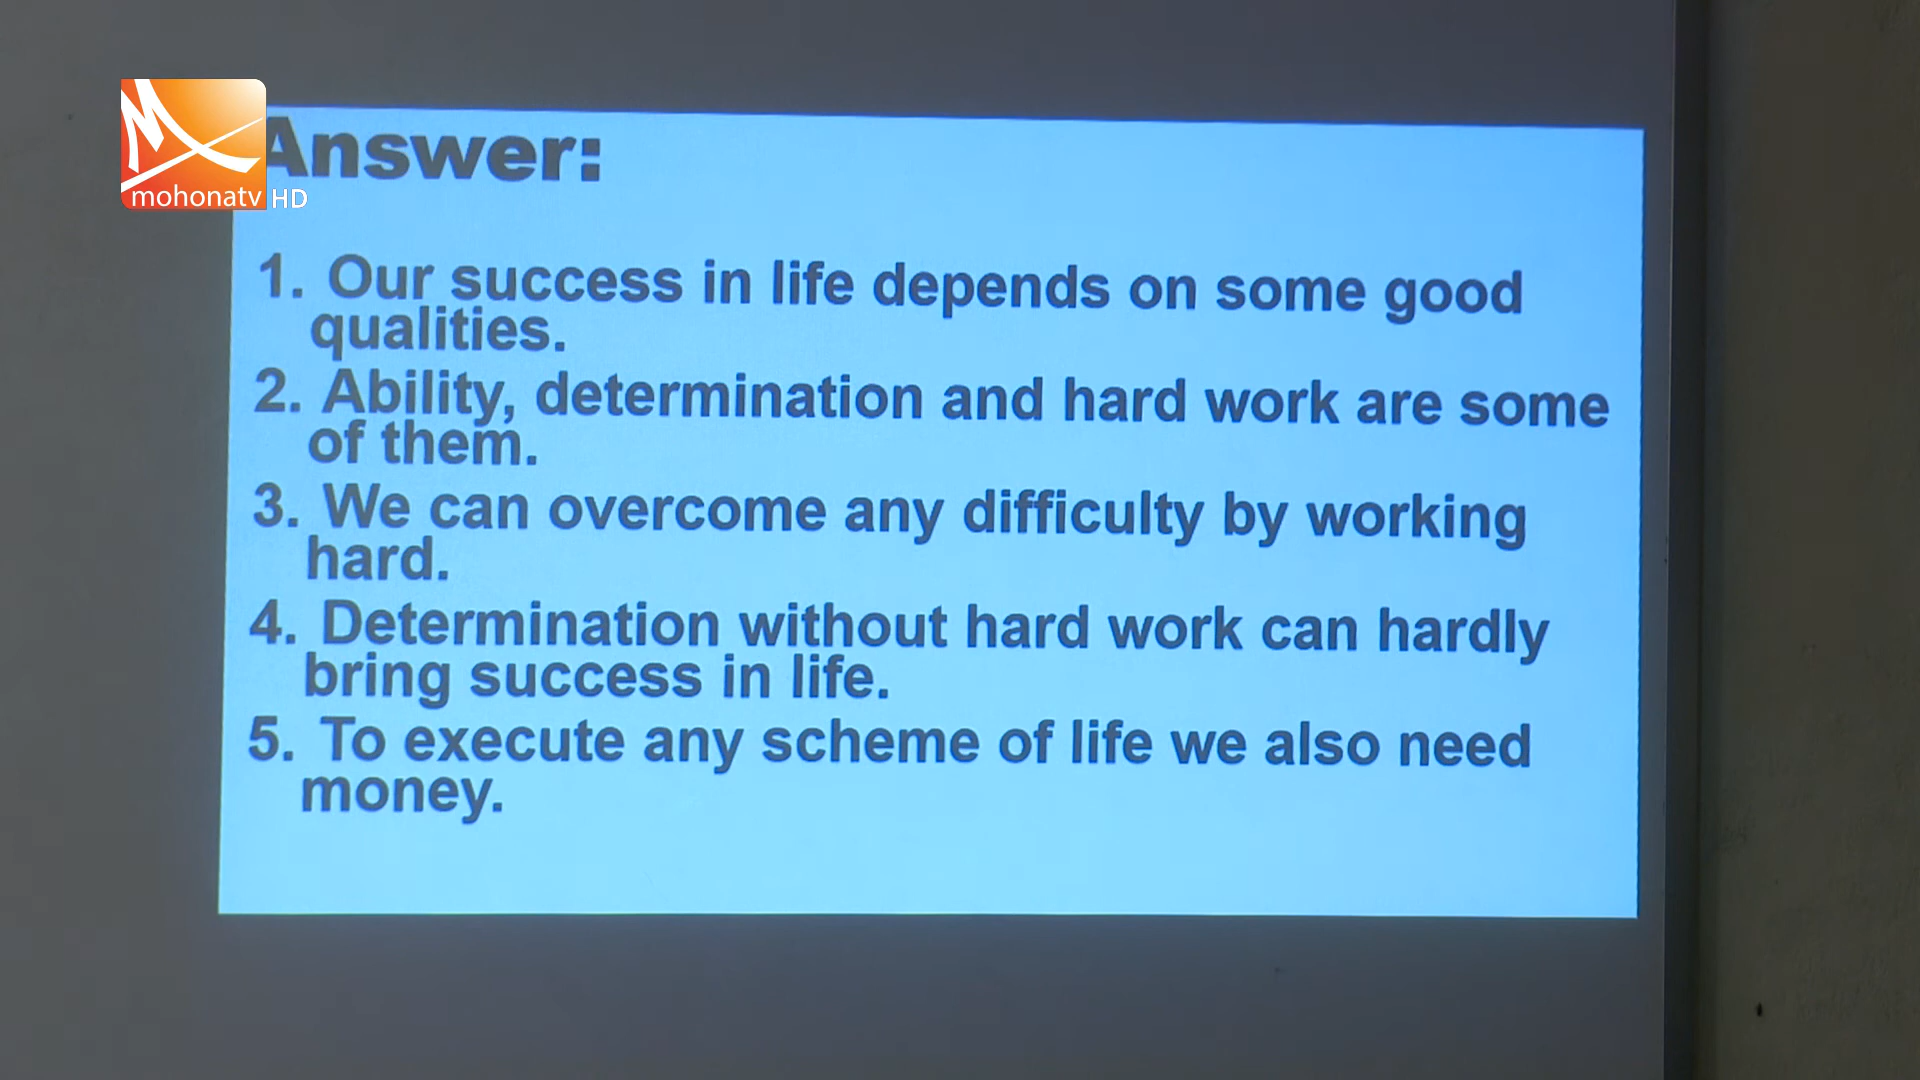 mohonatv HD
Answer:
1. Our success in life depends on some good
qualities.
2. Ability, determination and hard work are some
of them.
3. We can overcome any difficulty by working
hard.
4. Determination without hard work can hardly
bring success in life.
5. To execute any scheme of life we also need
money.